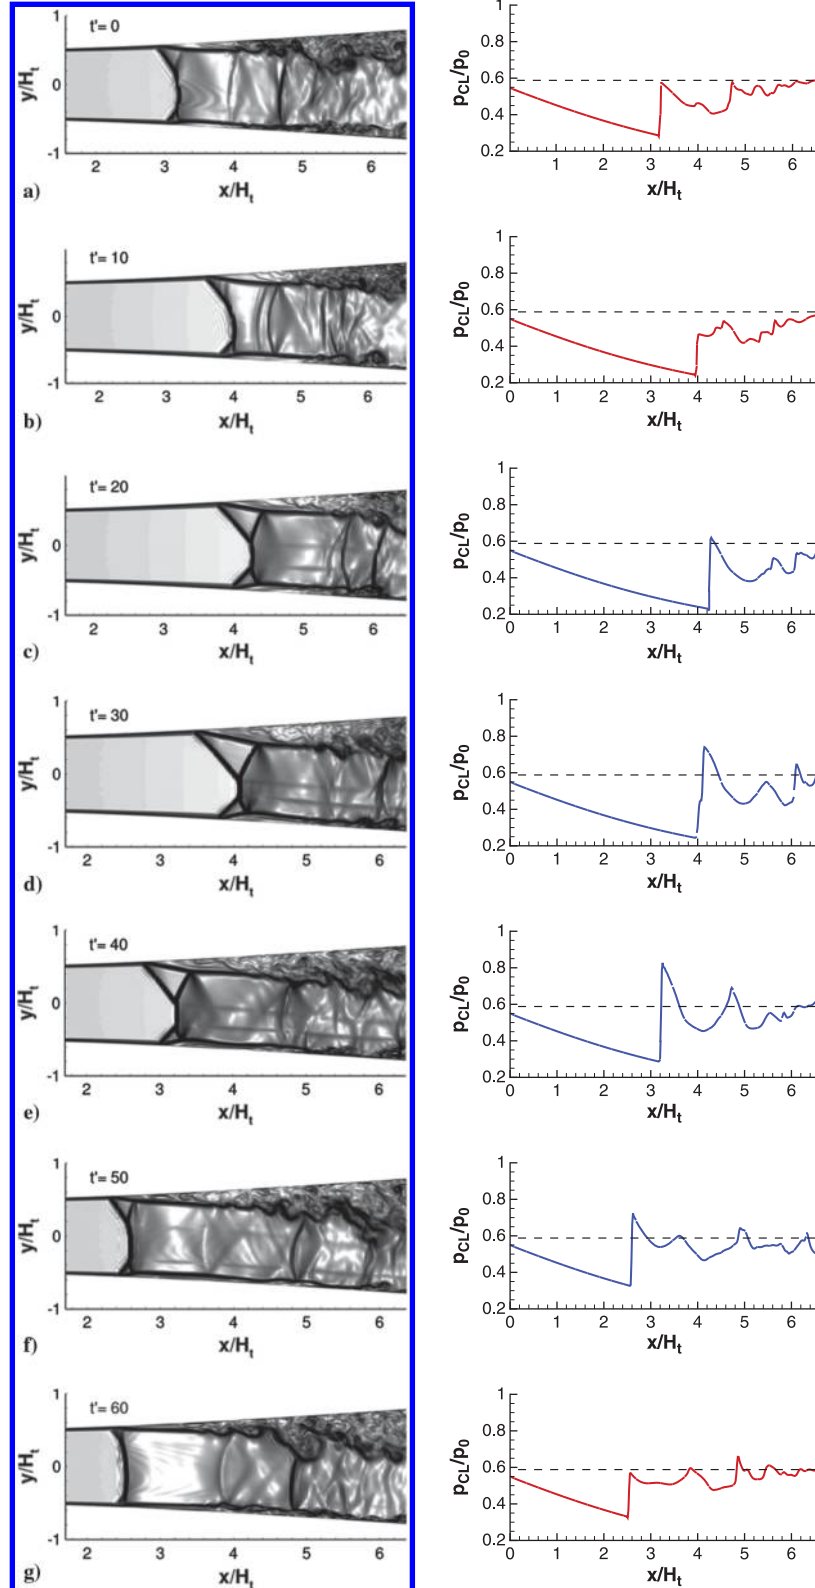 t'= 0
1
0
-1
y/Hₜ
2 3 4 5 6
x/Hₜ
a)
1
0.8
0.6
0.4
0.2
p_CL/p₀
0 1 2 3 4 5 6
x/Hₜ
t'= 10
0
-1
y/Hₜ
2 3 4 5 6
x/Hₜ
b)
1
0.8
0.6
0.4
0.2
p_CL/p₀
0 1 2 3 4 5 6
x/Hₜ
t'= 20
0
-1
y/Hₜ
2 3 4 5 6
x/Hₜ
c)
1
0.8
0.6
0.4
0.2
p_CL/p₀
0 1 2 3 4 5 6
x/Hₜ
t'= 30
1
0
-1
y/Hₜ
2 3 4 5 6
x/Hₜ
d)
1
0.8
0.6
0.4
0.2
p_CL/p₀
0 1 2 3 4 5 6
x/Hₜ
t'= 40
1
0
-1
y/Hₜ
2 3 4 5 6
x/Hₜ
e)
1
0.8
0.6
0.4
0.2
p_CL/p₀
0 1 2 3 4 5 6
x/Hₜ
t'= 50
1
0
-1
y/Hₜ
2 3 4 5 6
x/Hₜ
f)
1
0.8
0.6
0.4
0.2
p_CL/p₀
0 1 2 3 4 5 6
x/Hₜ
t'= 60
1
0
-1
y/Hₜ
2 3 4 5 6
x/Hₜ
g)
1
0.8
0.6
0.4
0.2
p_CL/p₀
0 1 2 3 4 5 6
x/Hₜ